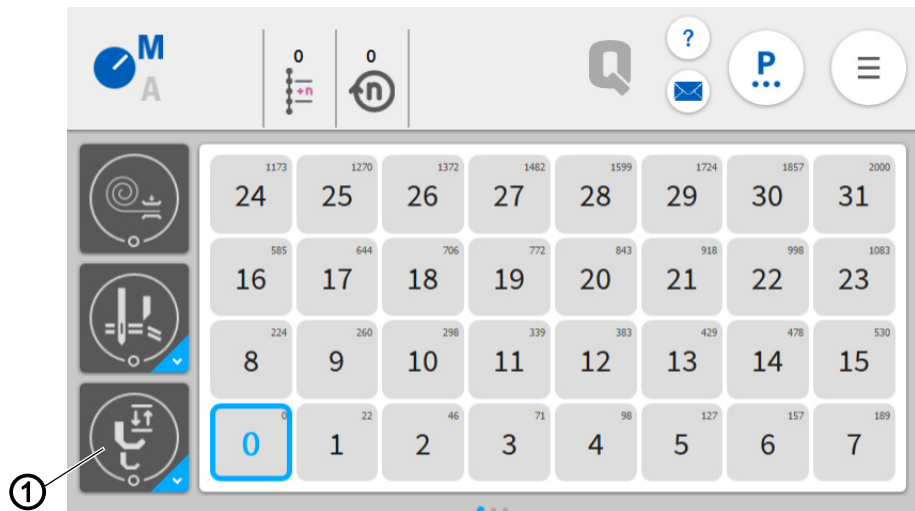 M
A
0
+n
0
n
Q
?
P
1173 1270 1372 1482 1599 1724 1857 2000
24 25 26 27 28 29 30 31
585 644 706 772 843 918 998 1083
16 17 18 19 20 21 22 23
224 260 298 339 383 429 478 530
8 9 10 11 12 13 14 15
0 22 46 71 98 127 157 189
0 1 2 3 4 5 6 7
1